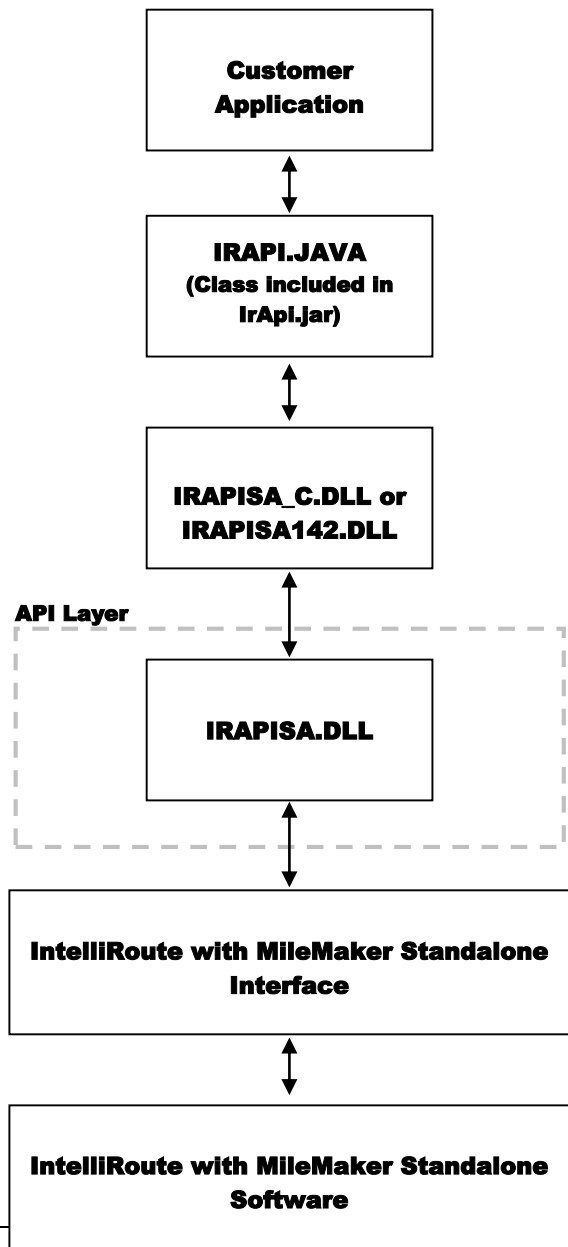 Customer
Application
IRAPI.JAVA
(Class included in
IrApi.jar)
IRAPISA_C.DLL or
IRAPISA142.DLL
API Layer
IRAPISA.DLL
IntelliRoute with MileMaker Standalone
Interface
IntelliRoute with MileMaker Standalone
Software